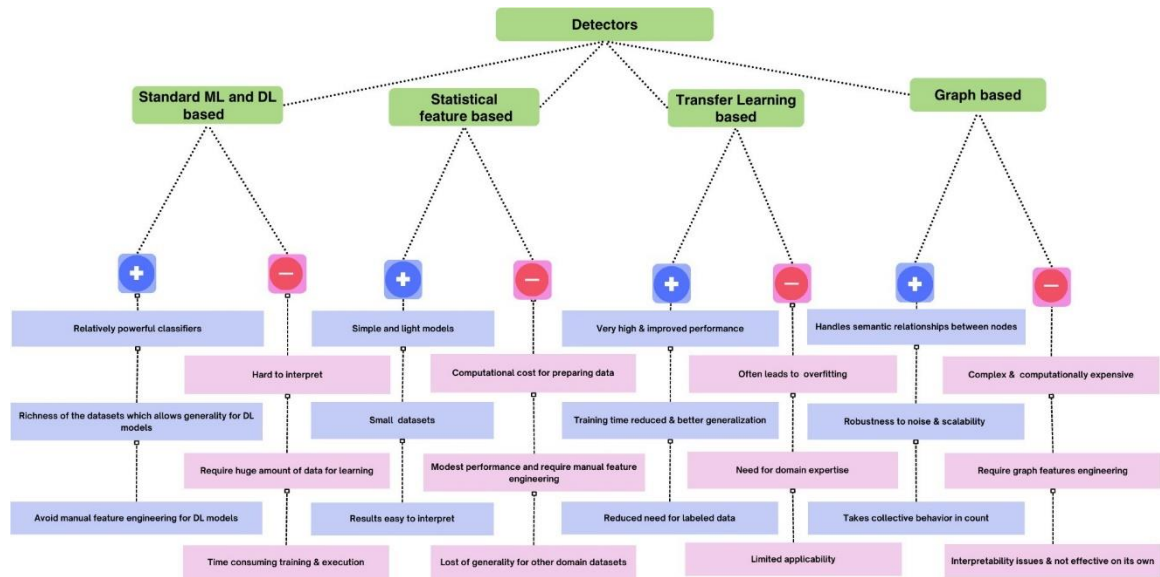 Detectors
Standard ML and DL
based
Statistical
feature based
Transfer Learning
based
Graph based
Relatively powerful classifiers
Hard to interpret
Richness of the datasets which allows generality for DL
models
Require huge amount of data for learning
Avoid manual feature engineering for DL models
Time consuming training & execution
Simple and light models
Computational cost for preparing data
Small datasets
Modest performance and require manual feature
engineering
Results easy to interpret
Lost of generality for other domain datasets
Very high & improved performance
Often leads to overfitting
Training time reduced & better generalization
Need for domain expertise
Reduced need for labeled data
Limited applicability
Handles semantic relationships between nodes
Complex & computationally expensive
Robustness to noise & scalability
Require graph features engineering
Takes collective behavior in count
Interpretability issues & not effective on its own